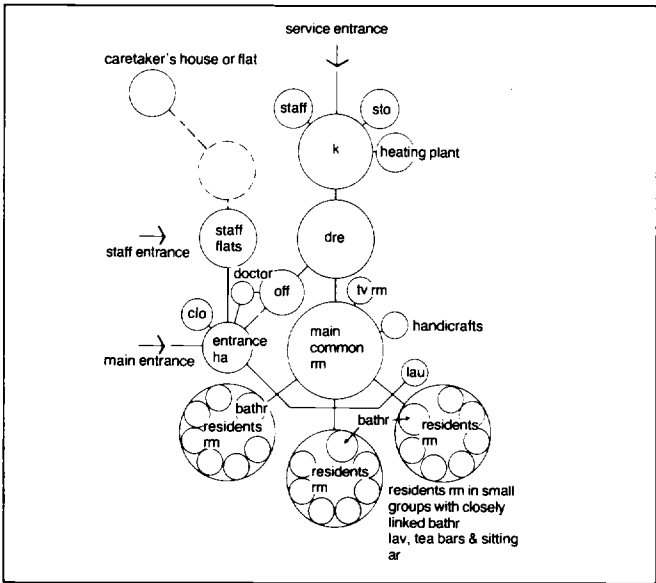 service entrance
caretaker's house or flat
staff
sto
k
heating plant
staff
flats
dre
staff entrance
doctor
off
tv rm
clo
entrance
ha
main
common
rm
handicrafts
main entrance
lau
bathr
residents
rm
bathr
residents
rm
residents
rm
residents rm in small
groups with closely
linked bathr
lav, tea bars & sitting
ar